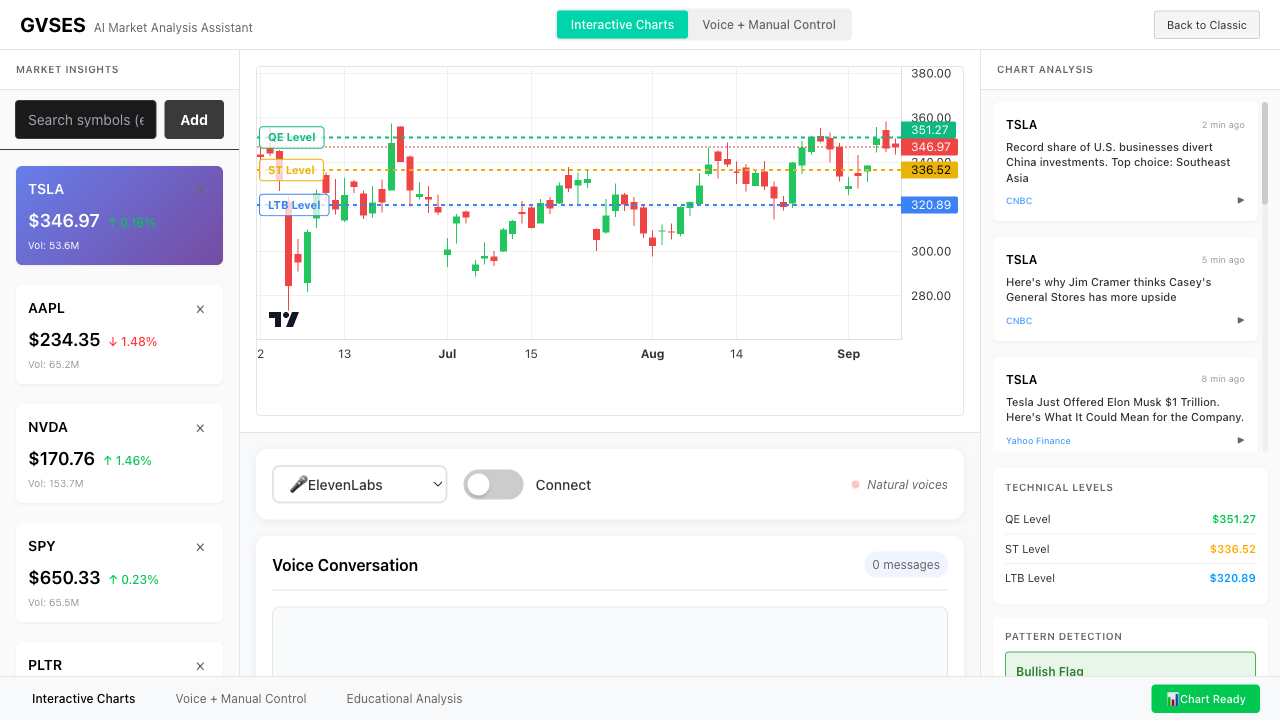 GVSES AI Market Analysis Assistant
Interactive Charts
Voice + Manual Control
Back to Classic
MARKET INSIGHTS
Search symbols (e
Add
TSLA
$346.97 ↑ 0.16%
Vol: 53.6M
AAPL ×
$234.35 ↓ 1.48%
Vol: 65.2M
NVDA ×
$170.76 ↑ 1.46%
Vol: 153.7M
SPY ×
$650.33 ↑ 0.23%
Vol: 65.5M
PLTR ×
380.00
360.00
351.27
346.97
340.00
336.52
320.89
300.00
280.00
QE Level
ST Level
LTB Level
2 13 Jul 15 Aug 14 Sep
🎤ElevenLabs
Connect
Natural voices
Voice Conversation
0 messages
CHART ANALYSIS
TSLA 2 min ago
Record share of U.S. businesses divert
China investments. Top choice: Southeast
Asia
CNBC ▶
TSLA 5 min ago
Here's why Jim Cramer thinks Casey's
General Stores has more upside
CNBC ▶
TSLA 8 min ago
Tesla Just Offered Elon Musk $1 Trillion.
Here's What It Could Mean for the Company.
Yahoo Finance ▶
TECHNICAL LEVELS
QE Level $351.27
ST Level $336.52
LTB Level $320.89
PATTERN DETECTION
Bullish Flag
Interactive Charts
Voice + Manual Control
Educational Analysis
📊Chart Ready